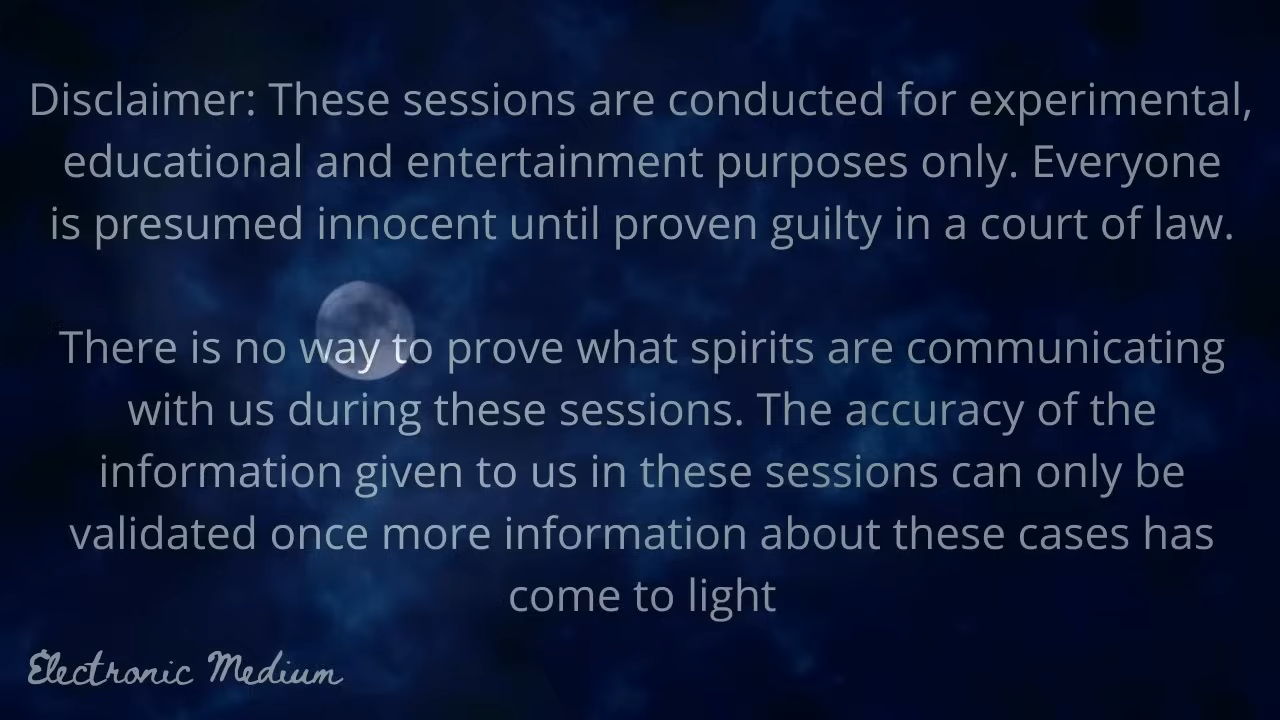 Disclaimer: These sessions are conducted for experimental,
educational and entertainment purposes only. Everyone
is presumed innocent until proven guilty in a court of law.
There is no way to prove what spirits are communicating
with us during these sessions. The accuracy of the
information given to us in these sessions can only be
validated once more information about these cases has
come to light
Electronic Medium